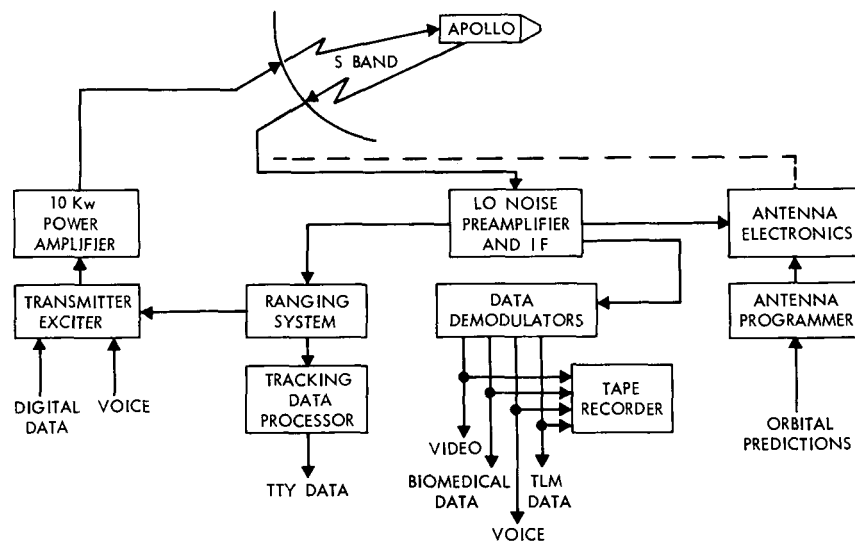 APOLLO
S BAND
10 Kw
POWER
AMPLIFIER
LO NOISE
PREAMPLIFIER
AND IF
ANTENNA
ELECTRONICS
TRANSMITTER
EXCITER
RANGING
SYSTEM
DATA
DEMODULATORS
ANTENNA
PROGRAMMER
DIGITAL
DATA
VOICE
TRACKING
DATA
PROCESSOR
TAPE
RECORDER
ORBITAL
PREDICTIONS
VIDEO
TTY DATA
BIOMEDICAL
DATA
TLM
DATA
VOICE